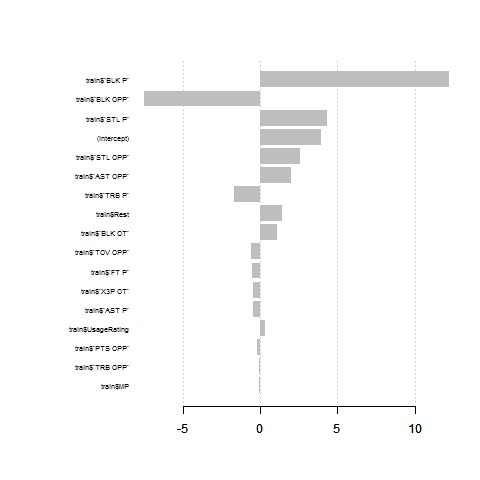 train$`BLK P`
train$`BLK OPP`
train$`STL P`
(Intercept)
train$`STL OPP`
train$`AST OPP`
train$`TRB P`
train$Rest
train$`BLK OT`
train$`TOV OPP`
train$`FT P`
train$`X3P OT`
train$`AST P`
train$UsageRating
train$`PTS OPP`
train$`TRB OPP`
train$MP
-5 0 5 10